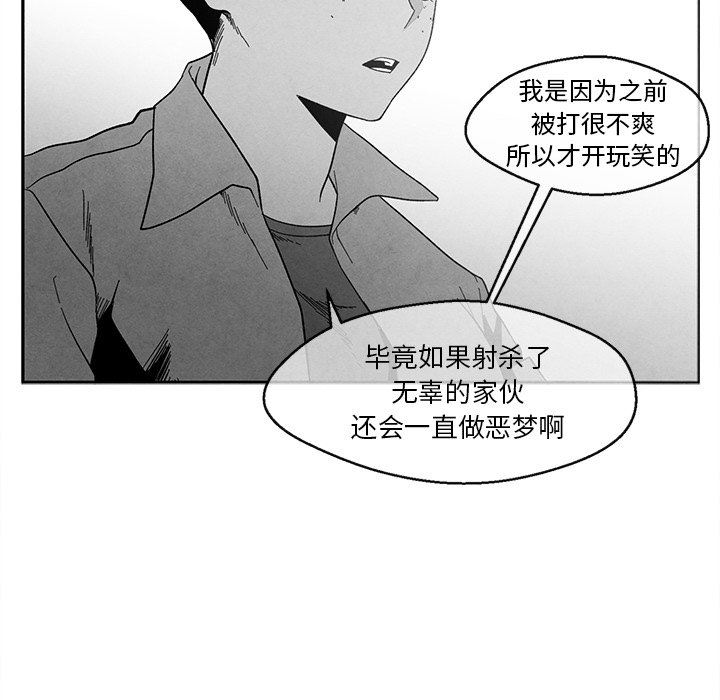 我是因为之前
被打很不爽
所以才开玩笑的
毕竟如果射杀了
无辜的家伙
还会一直做恶梦啊